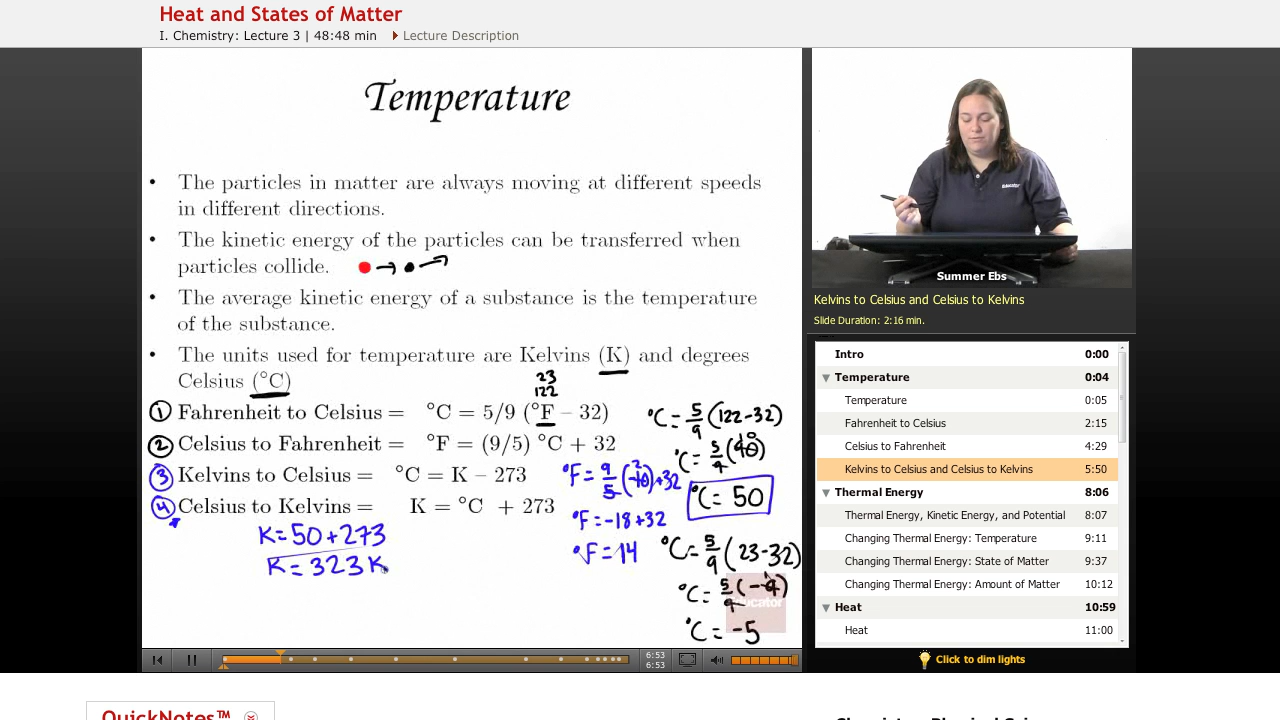 Heat and States of Matter
I. Chemistry: Lecture 3 | 48:48 min Lecture Description
Temperature
• The particles in matter are always moving at different speeds
in different directions.
• The kinetic energy of the particles can be transferred when
particles collide.
• The average kinetic energy of a substance is the temperature
of the substance.
• The units used for temperature are Kelvins (K) and degrees
Celsius (°C)
23
122
1 Fahrenheit to Celsius = °C = 5/9 (°F – 32)
2 Celsius to Fahrenheit = °F = (9/5) °C + 32
3 Kelvins to Celsius = °C = K – 273
4 Celsius to Kelvins = K = °C + 273
K = 50 + 273
K = 323 K
°F = 9/5 (-10) + 32
2
°F = -18 + 32
°F = 14
°C = 5/9 (122 - 32)
°C = 5/9 (90)
10
°C = 50
°C = 5/9 (23 - 32)
°C = 5/9 (-9)
°C = -5
Educator
6:53
6:53
Educator
Summer Ebs
Kelvins to Celsius and Celsius to Kelvins
Slide Duration: 2:16 min.
Intro 0:00
Temperature 0:04
Temperature 0:05
Fahrenheit to Celsius 2:15
Celsius to Fahrenheit 4:29
Kelvins to Celsius and Celsius to Kelvins 5:50
Thermal Energy 8:06
Thermal Energy, Kinetic Energy, and Potential 8:07
Changing Thermal Energy: Temperature 9:11
Changing Thermal Energy: State of Matter 9:37
Changing Thermal Energy: Amount of Matter 10:12
Heat 10:59
Heat 11:00
Click to dim lights
QuickNotes™